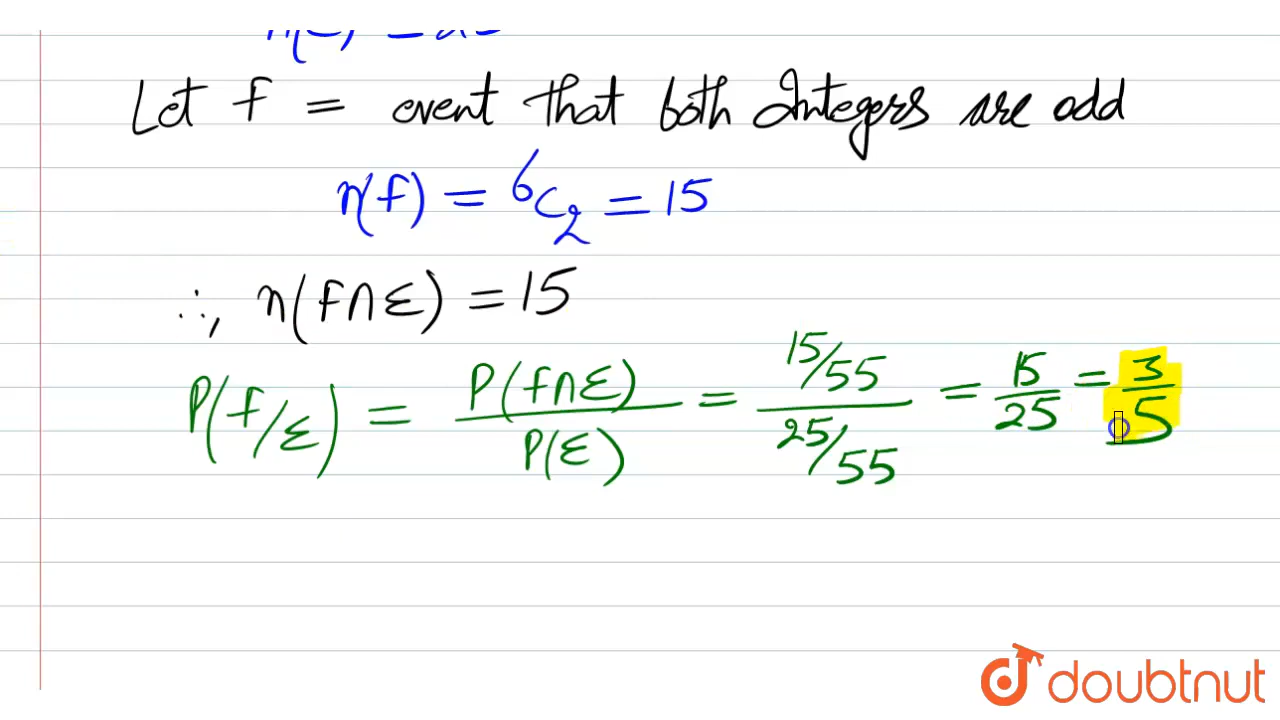 Let f = event that both Integers are odd
n(f) = ⁶C₂ = 15
∴, n(f∩ε) = 15
P(f/ε) = P(f∩ε)/P(ε) = (15/55)/(25/55) = 15/25 = 3/5
doubtnut